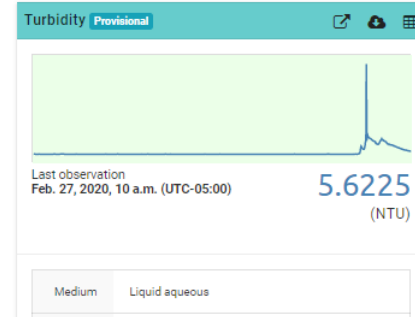 Turbidity Provisional
Last observation
Feb. 27, 2020, 10 a.m. (UTC-05:00)
5.6225
(NTU)
Medium Liquid aqueous